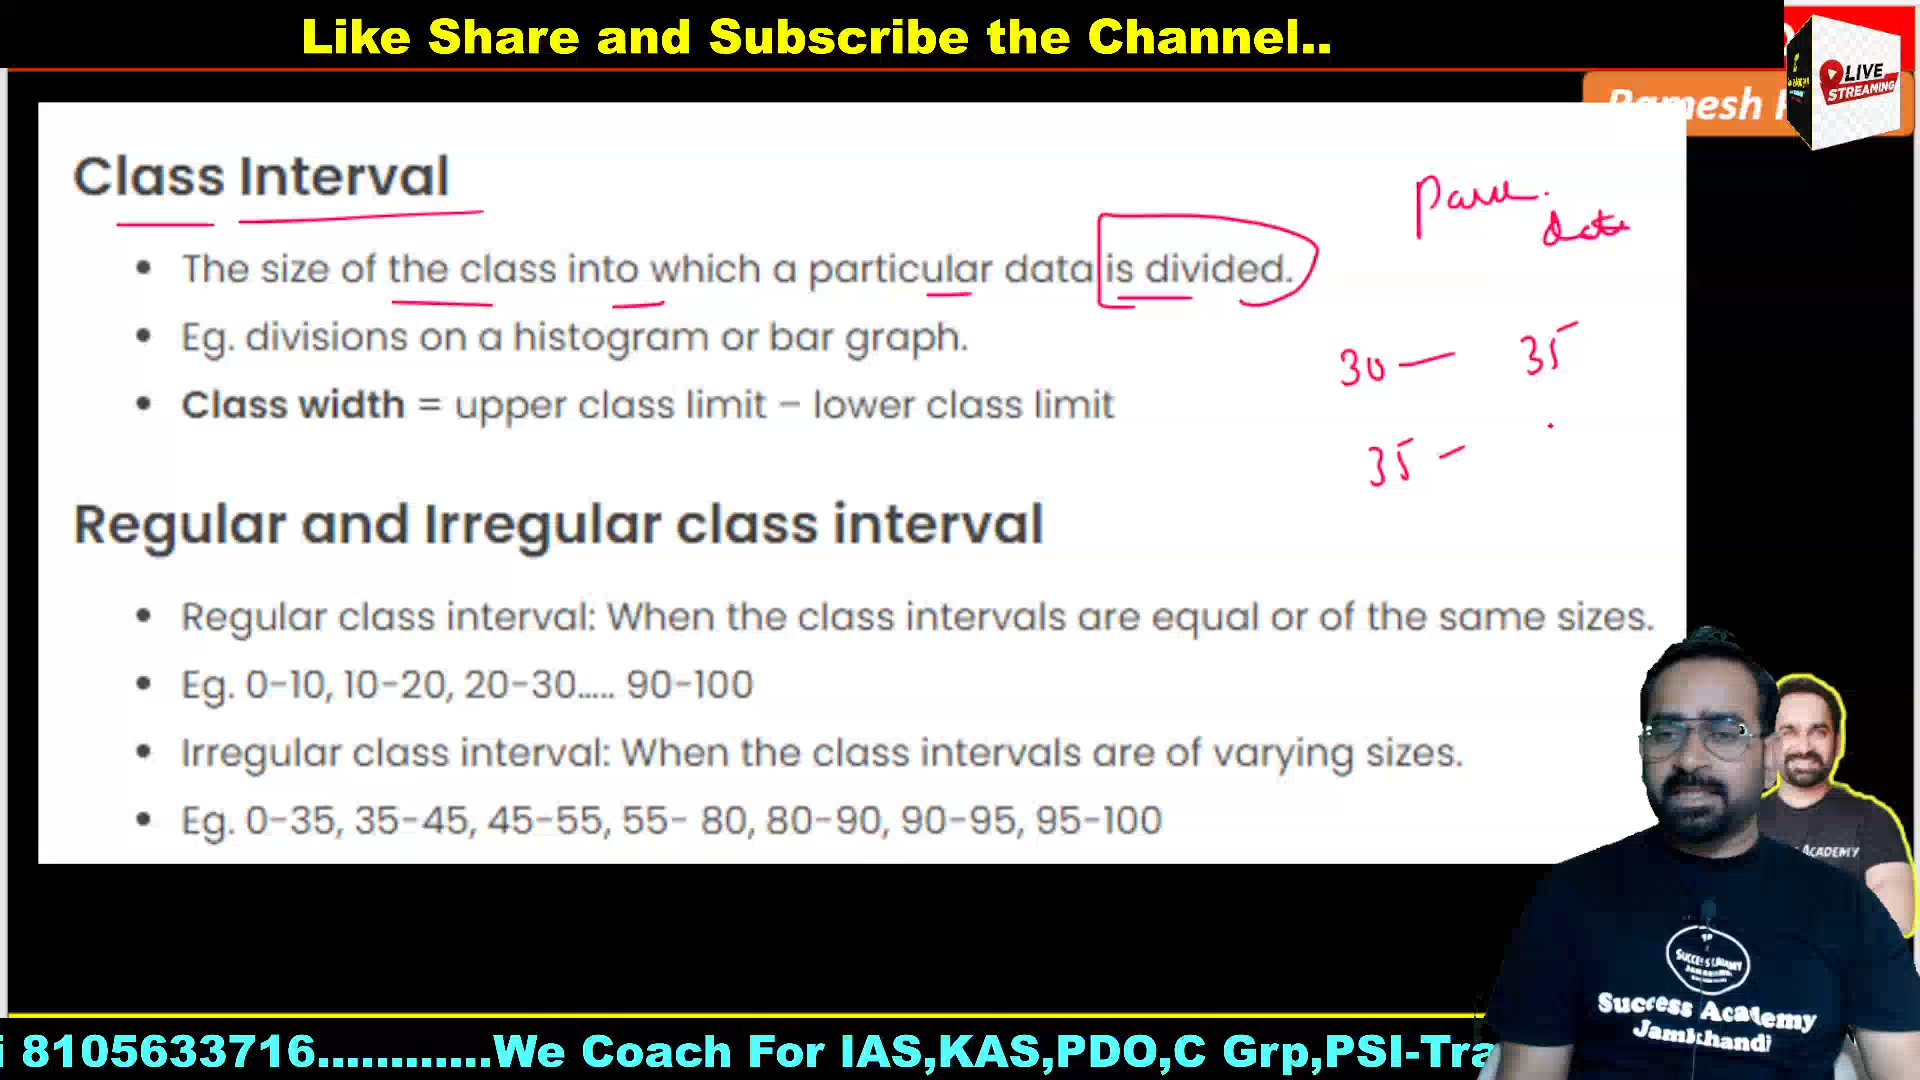 Like Share and Subscribe the Channel..
LIVE
STREAMING
Ramesh
Class Interval
The size of the class into which a particular data is divided.
Eg. divisions on a histogram or bar graph.
Class width = upper class limit – lower class limit
data
30 — 35
35 -
Regular and Irregular class interval
Regular class interval: When the class intervals are equal or of the same sizes.
Eg. 0-10, 10-20, 20-30..... 90-100
Irregular class interval: When the class intervals are of varying sizes.
Eg. 0-35, 35-45, 45-55, 55- 80, 80-90, 90-95, 95-100
ACADEMY
Success Academy
Jamkhandi
i 8105633716............We Coach For IAS,KAS,PDO,C Grp,PSI-Tra